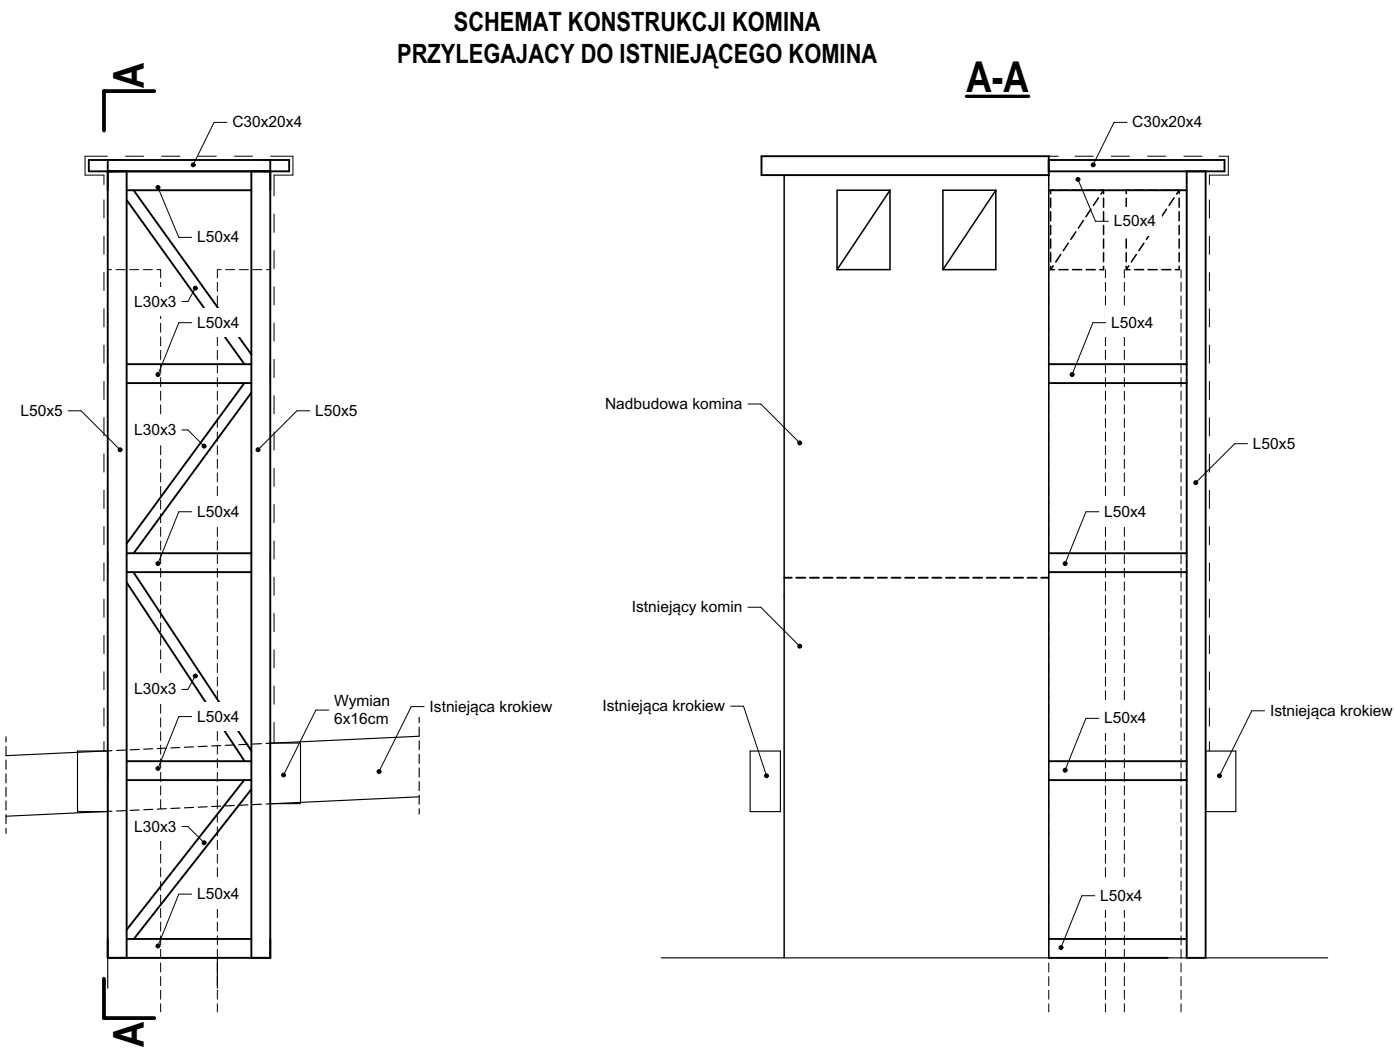 SCHEMAT KONSTRUKCJI KOMINA
PRZYLEGAJACY DO ISTNIEJĄCEGO KOMINA
A
A-A
C30x20x4
C30x20x4
L50x4
L30x3
L50x4
L50x5
L50x5
L30x3
L50x4
L30x3
L50x4
Wymian
6x16cm
Istniejąca krokiew
L30x3
L50x4
A
L50x4
L50x4
Nadbudowa komina
L50x5
L50x4
Istniejący komin
Istniejąca krokiew
L50x4
Istniejąca krokiew
L50x4